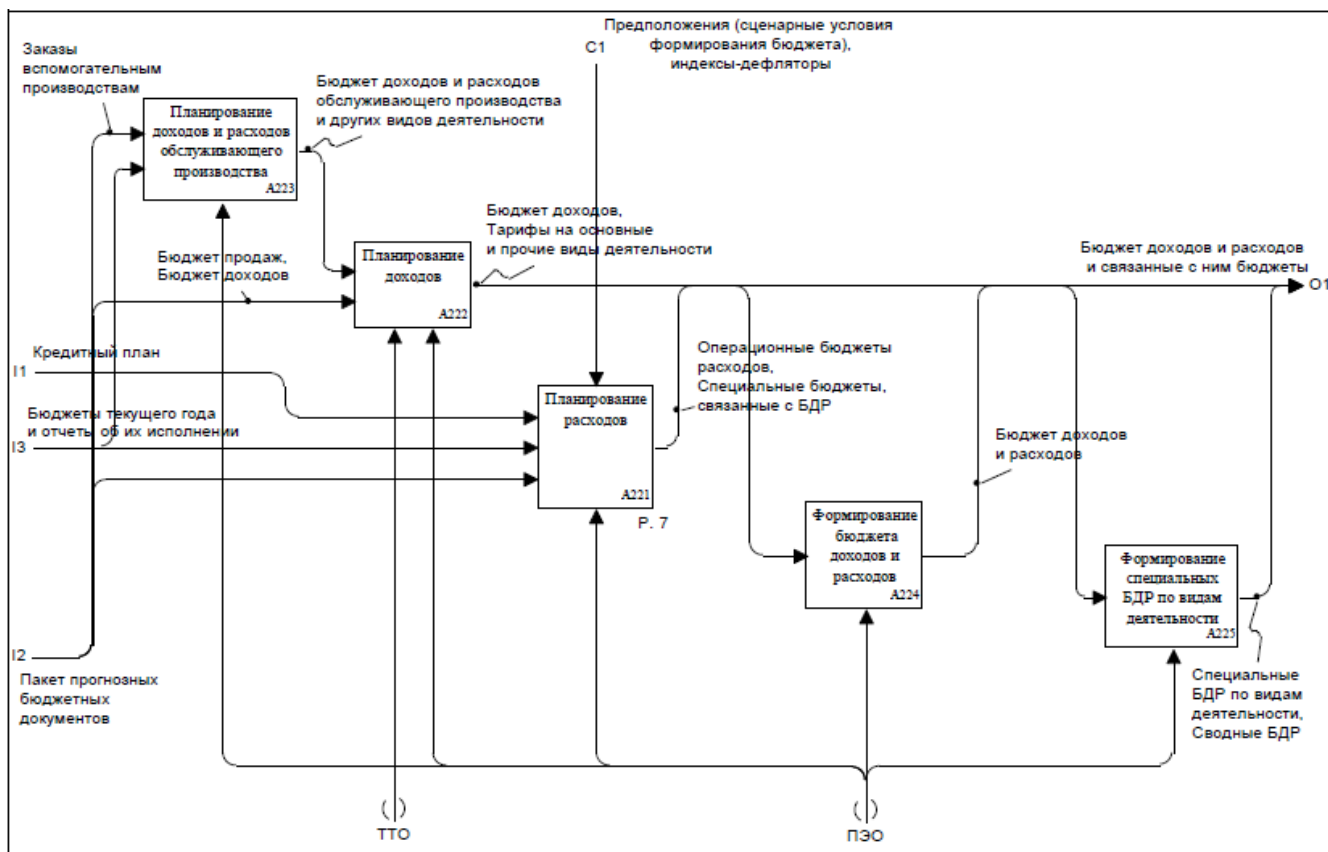 Предположения (сценарные условия
формирования бюджета),
индексы-дефляторы
C1
Заказы
вспомогательным
производствам
Бюджет доходов и расходов
обслуживающего производства
и других видов деятельности
Планирование
доходов и расходов
обслуживающего
производства
A223
Бюджет доходов,
Тарифы на основные
и прочие виды деятельности
Бюджет продаж,
Бюджет доходов
Планирование
доходов
A222
Бюджет доходов и расходов
и связанные с ним бюджеты
O1
Кредитный план
I1
Операционные бюджеты
расходов,
Специальные бюджеты,
связанные с БДР
Бюджеты текущего года
и отчеты об их исполнении
I3
Планирование
расходов
A221
P. 7
Бюджет доходов
и расходов
Формирование
бюджета
доходов и
расходов
A224
Формирование
специальных
БДР по видам
деятельности
A225
I2
Пакет прогнозных
бюджетных
документов
Специальные
БДР по видам
деятельности,
Сводные БДР
ТТО
ПЭО